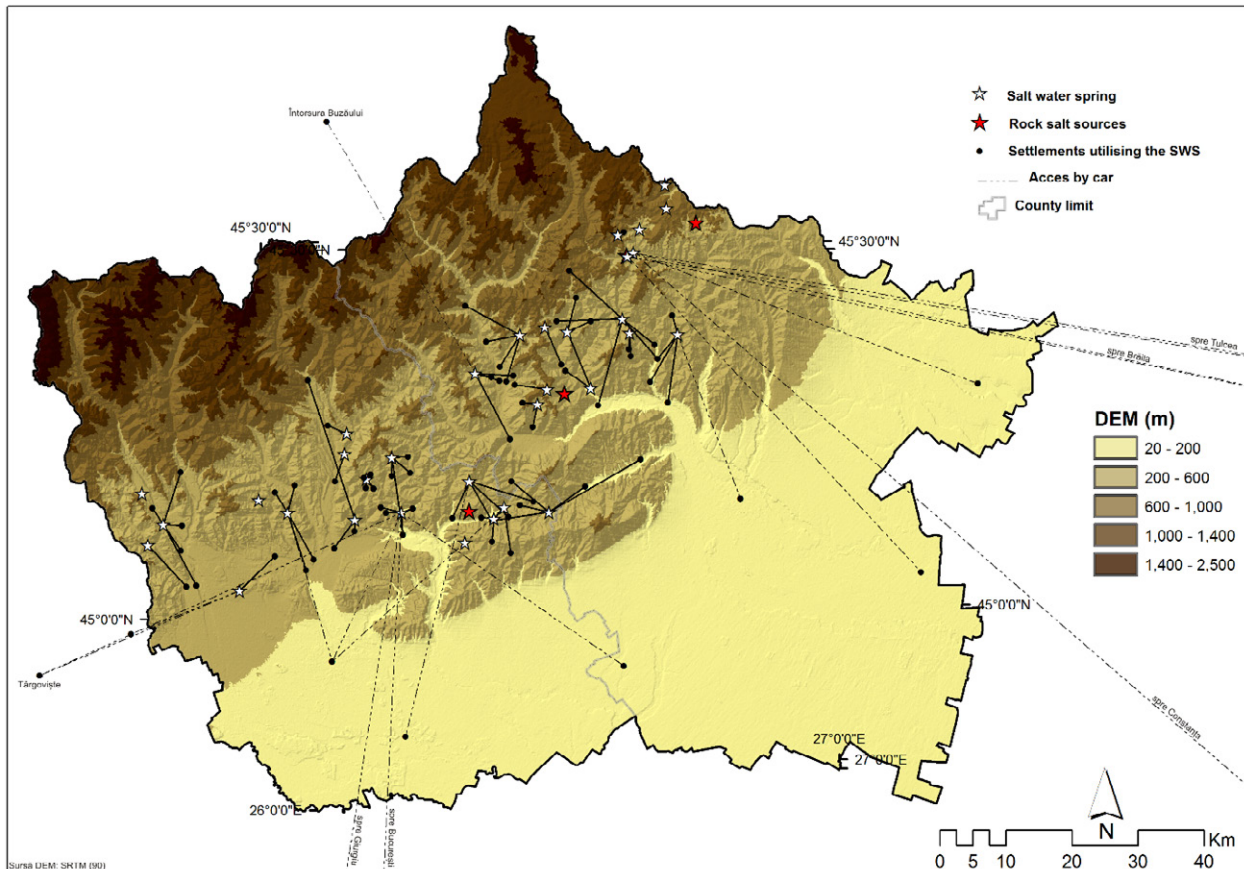 Întorsura Buzăului
Salt water spring
Rock salt sources
Settlements utilising the SWS
Acces by car
County limit
45°30'0"N
45°30'0"N
spre Tulcea
spre Breila
DEM (m)
20 - 200
200 - 600
600 - 1,000
1,000 - 1,400
1,400 - 2,500
45°0'0"N
45°0'0"N
Târgoviște
spre Constanța
27°0'0"E
27°0'0"E
26°0'0"E
spre Giurgiu
spre București
N
Km
0 5 10 20 30 40
Sursă DEM: SRTM (90)